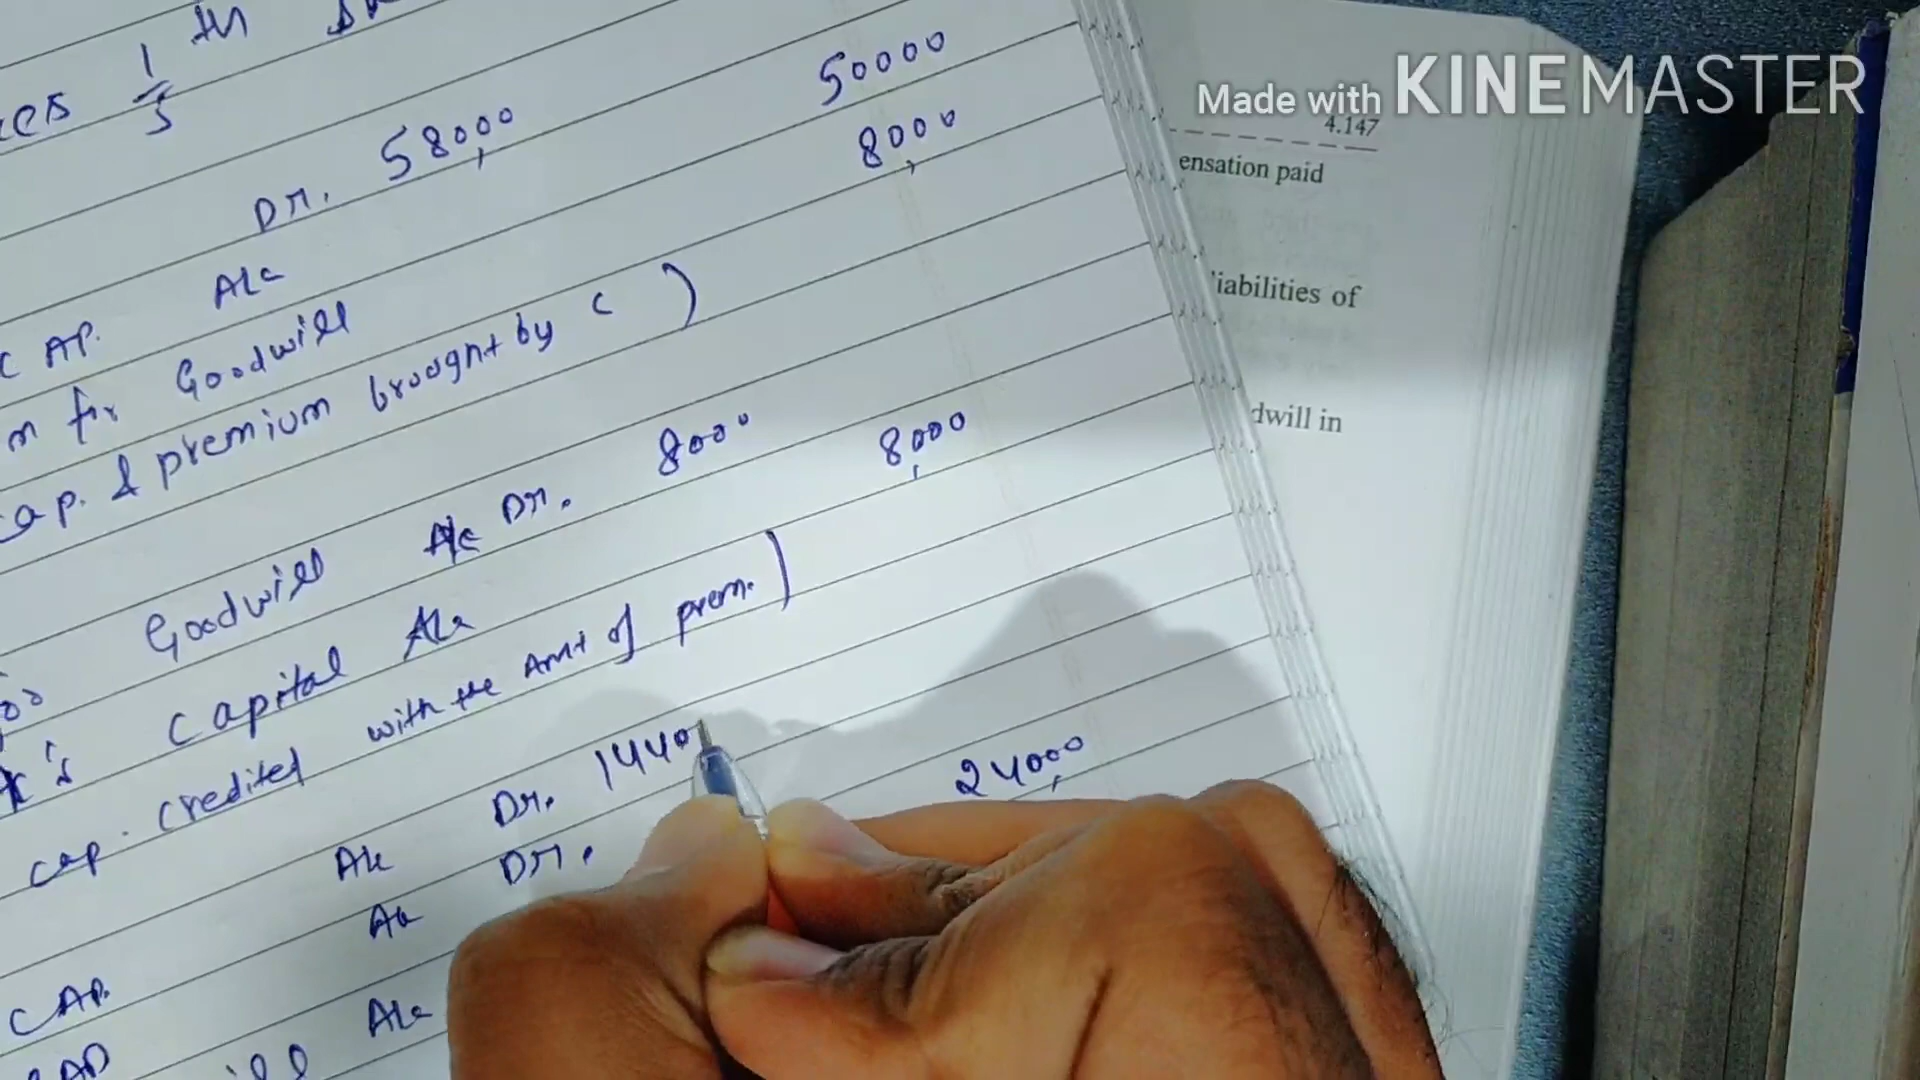 Made with KINEMASTER
4.147
ensation paid
iabilities of
dwill in
1/5 th
Dr. 58000
50000
C AP. A/c
8000
m for Goodwill
ap. & premium brought by C )
Goodwill A/c Dr. 8000
's Capital A/c 8000
cap. credited with the Amt of prem. )
A/c Dr. 1440
CAP. A/c Dr. 24000
A/c